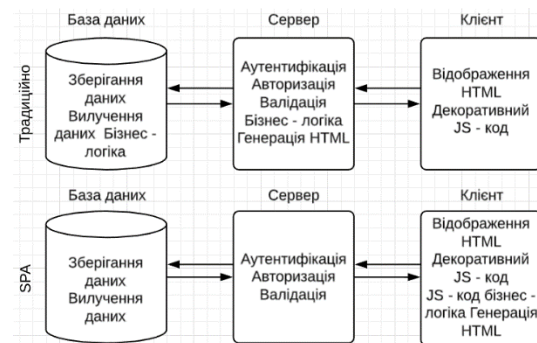 База даних
Сервер
Клієнт
Традиційно
Зберігання
даних
Вилучення
даних Бізнес -
логіка
Аутентифікація
Авторизація
Валідація
Бізнес - логіка
Генерація HTML
Відображення
HTML
Декоративний
JS - код
База даних
Сервер
Клієнт
SPA
Зберігання
даних
Вилучення
даних
Аутентифікація
Авторизація
Валідація
Відображення
HTML
Декоративний
JS - код
JS - код бізнес -
логіка Генерація
HTML